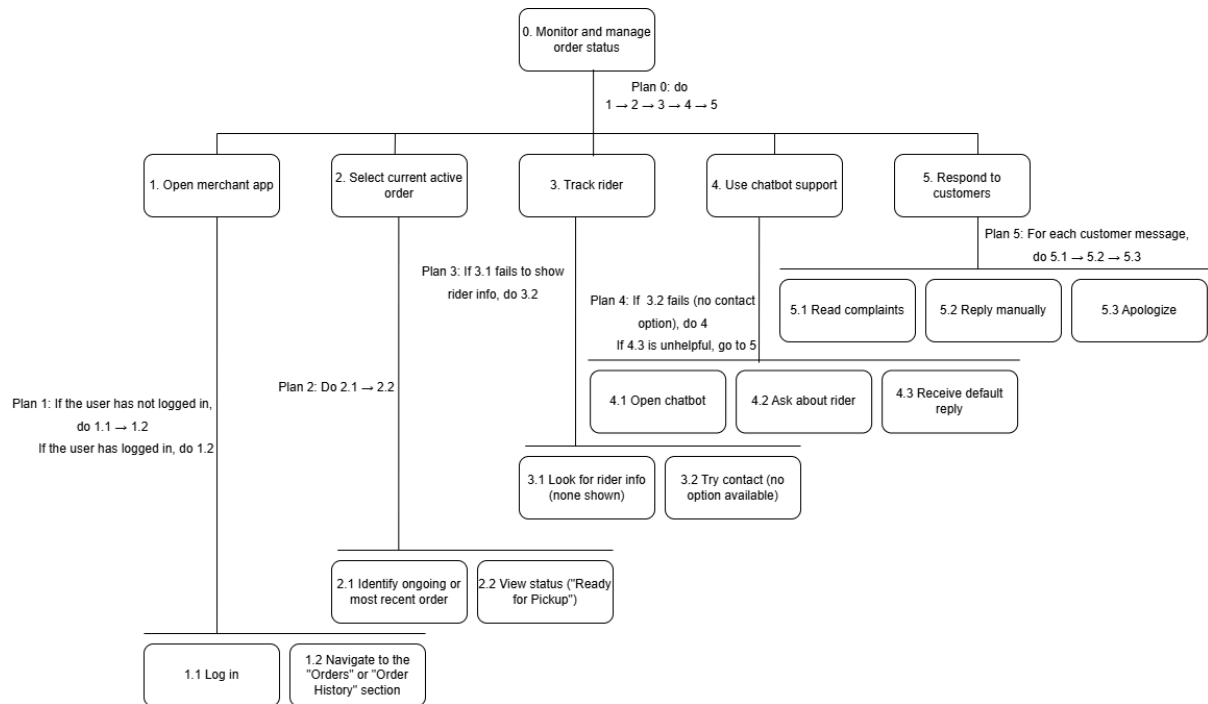 0. Monitor and manage
order status
Plan 0: do
1 → 2 → 3 → 4 → 5
1. Open merchant app
2. Select current active
order
3. Track rider
4. Use chatbot support
5. Respond to
customers
Plan 5: For each customer message,
do 5.1 → 5.2 → 5.3
Plan 3: If 3.1 fails to show
rider info, do 3.2
Plan 4: If 3.2 fails (no contact
option), do 4
If 4.3 is unhelpful, go to 5
5.1 Read complaints
5.2 Reply manually
5.3 Apologize
Plan 2: Do 2.1 → 2.2
4.1 Open chatbot
4.2 Ask about rider
4.3 Receive default
reply
Plan 1: If the user has not logged in,
do 1.1 → 1.2
If the user has logged in, do 1.2
3.1 Look for rider info
(none shown)
3.2 Try contact (no
option available)
2.1 Identify ongoing or
most recent order
2.2 View status ("Ready
for Pickup")
1.1 Log in
1.2 Navigate to the
"Orders" or "Order
History" section